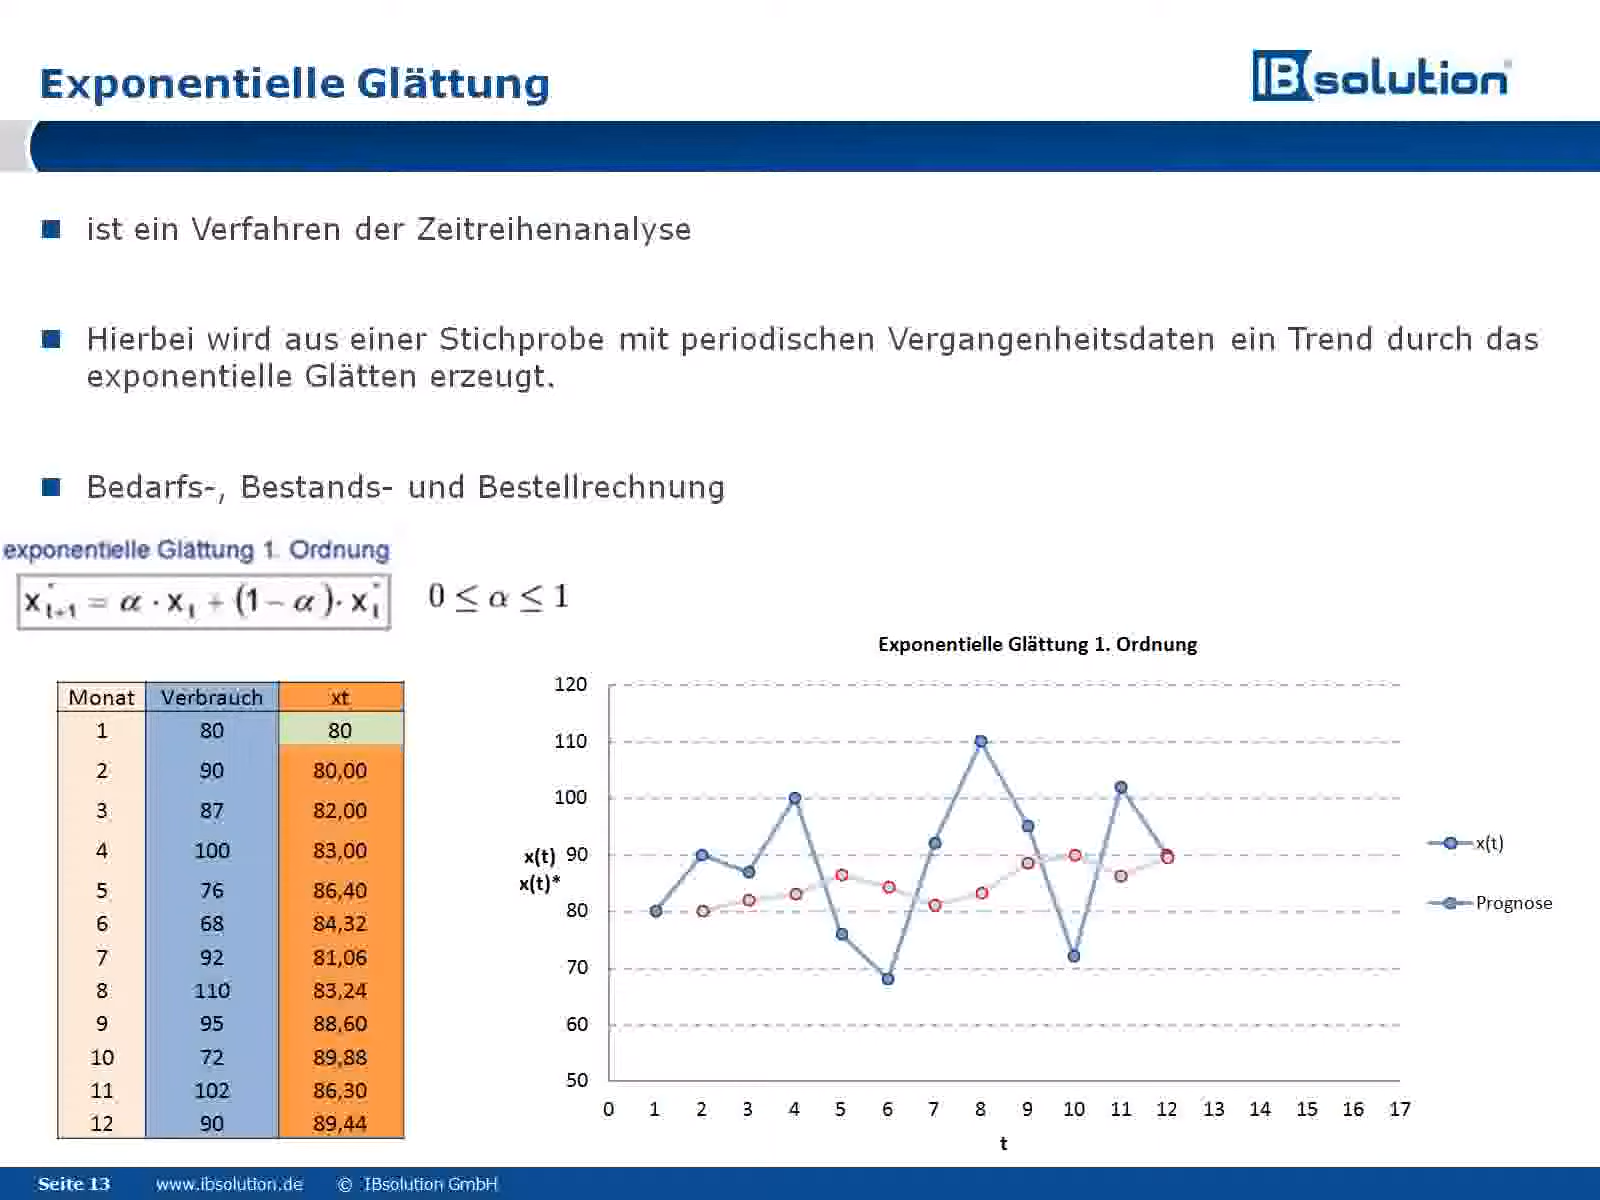 Exponentielle Glättung
IBsolution
ist ein Verfahren der Zeitreihenanalyse
Hierbei wird aus einer Stichprobe mit periodischen Vergangenheitsdaten ein Trend durch das
exponentielle Glätten erzeugt.
Bedarfs-, Bestands- und Bestellrechnung
exponentielle Glättung 1. Ordnung
x*t+1 = α · xt + (1 – α) · x*t    0 ≤ α ≤ 1
Monat Verbrauch xt
1 80 80
2 90 80,00
3 87 82,00
4 100 83,00
5 76 86,40
6 68 84,32
7 92 81,06
8 110 83,24
9 95 88,60
10 72 89,88
11 102 86,30
12 90 89,44
Exponentielle Glättung 1. Ordnung
120
110
100
90
80
70
60
50
x(t)
x(t)*
0 1 2 3 4 5 6 7 8 9 10 11 12 13 14 15 16 17
t
x(t)
Prognose
Seite 13 www.ibsolution.de © IBsolution GmbH